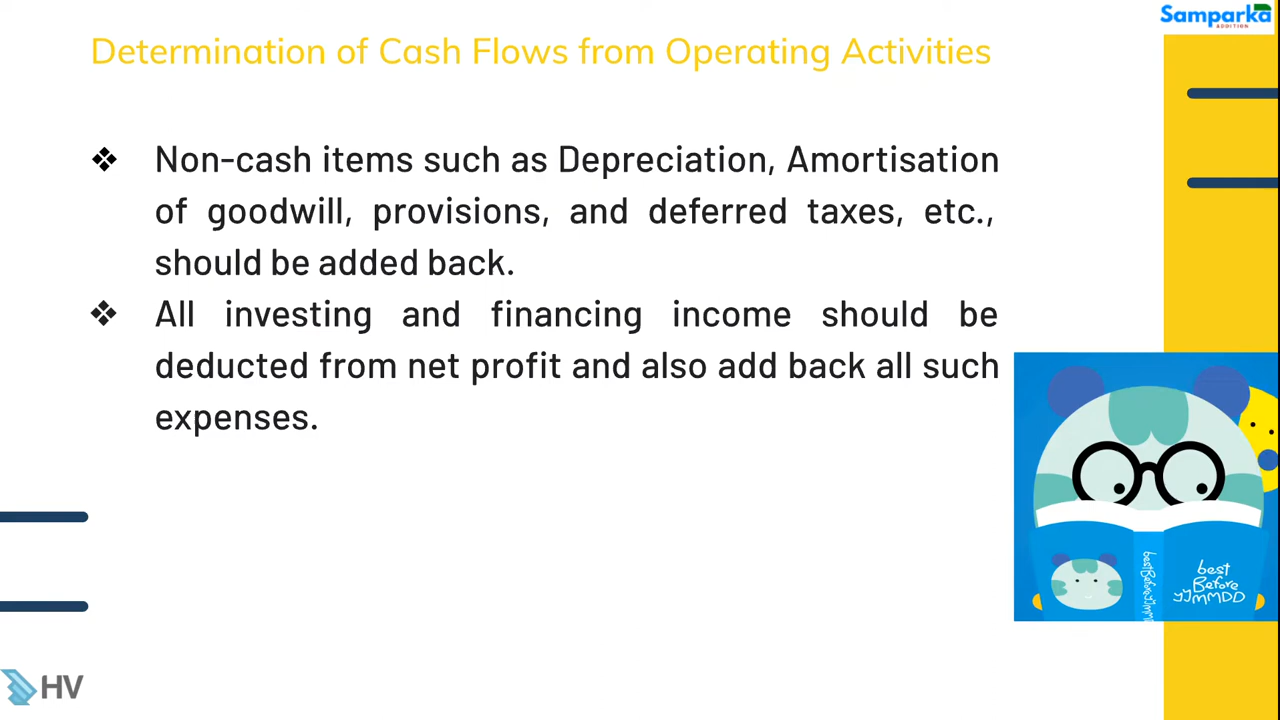 Samparka
ADDITION
Determination of Cash Flows from Operating Activities
❖ Non-cash items such as Depreciation, Amortisation
of goodwill, provisions, and deferred taxes, etc.,
should be added back.
❖ All investing and financing income should be
deducted from net profit and also add back all such
expenses.
best
Before
YYMMDD
bestBeforeYYMM
HV